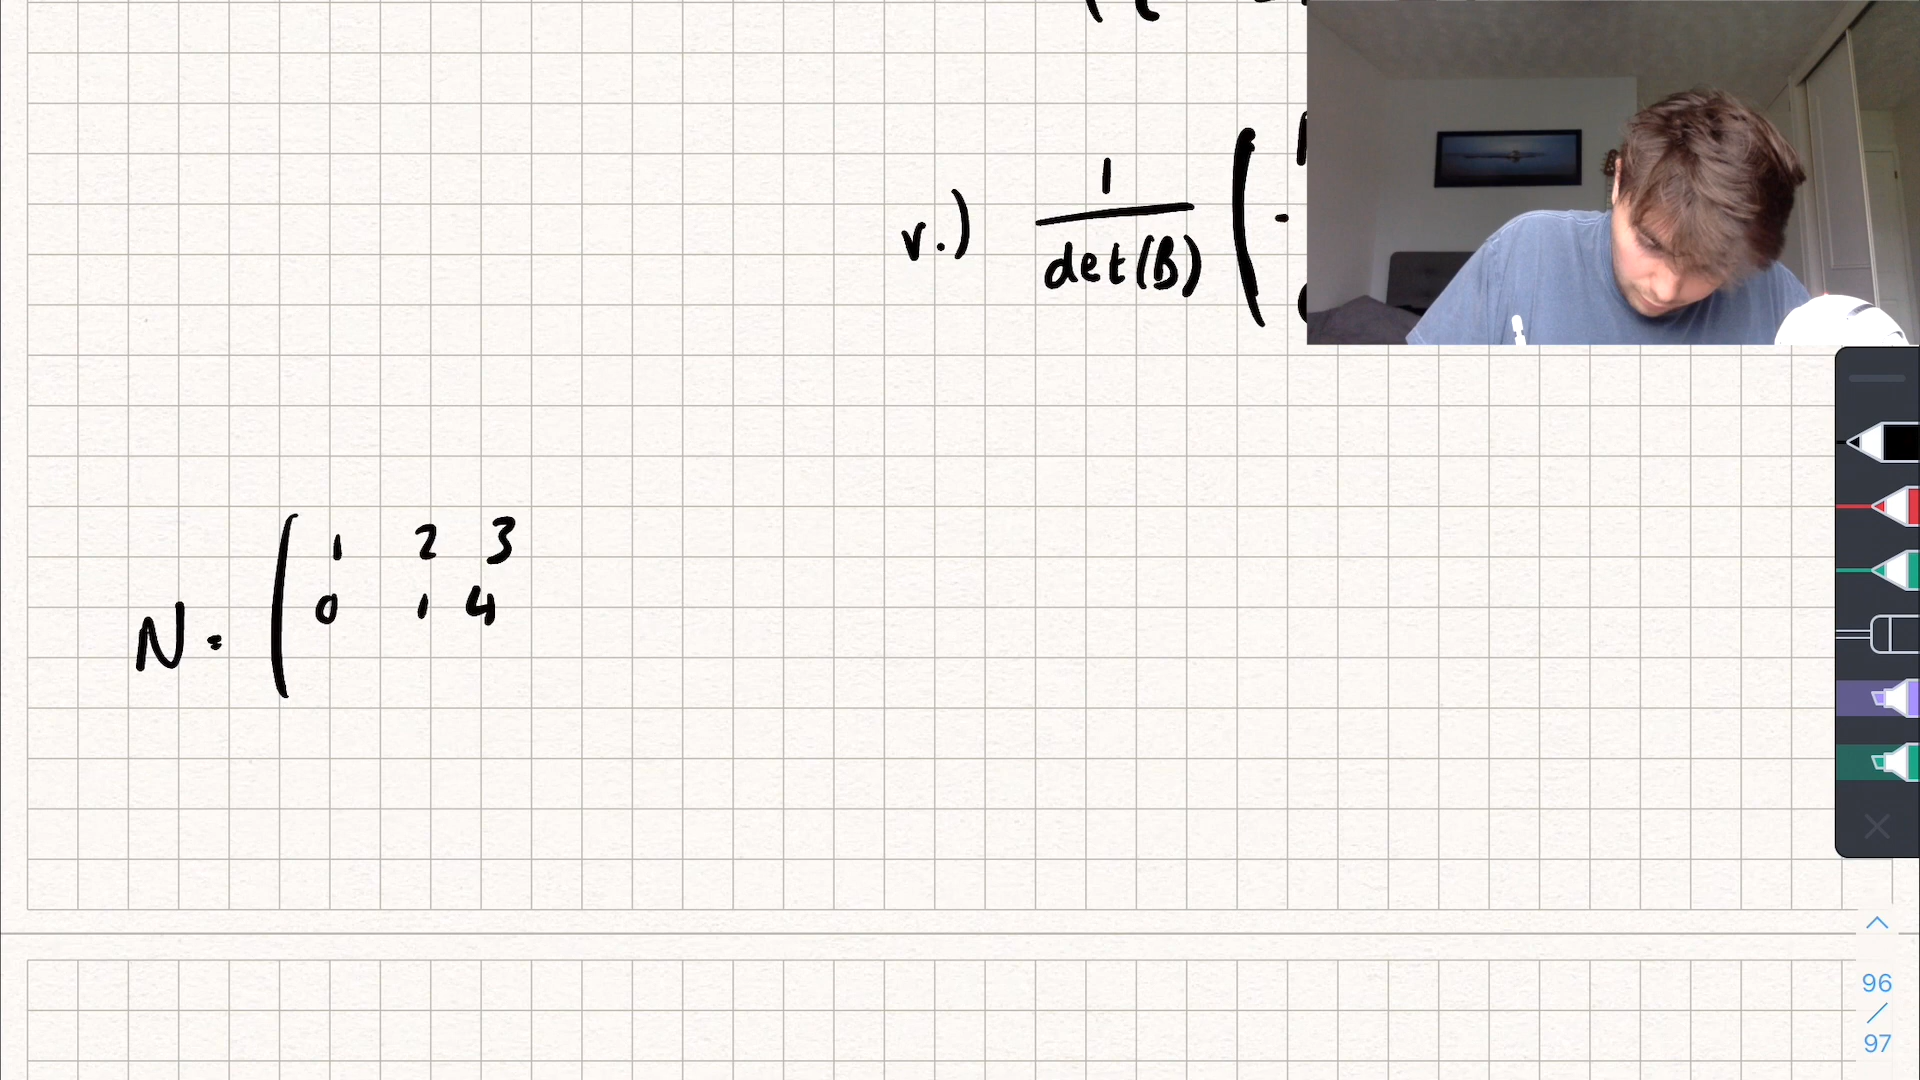 v.) 1
det(B) (
N = ( 1 2 3
0 1 4
96
/
97